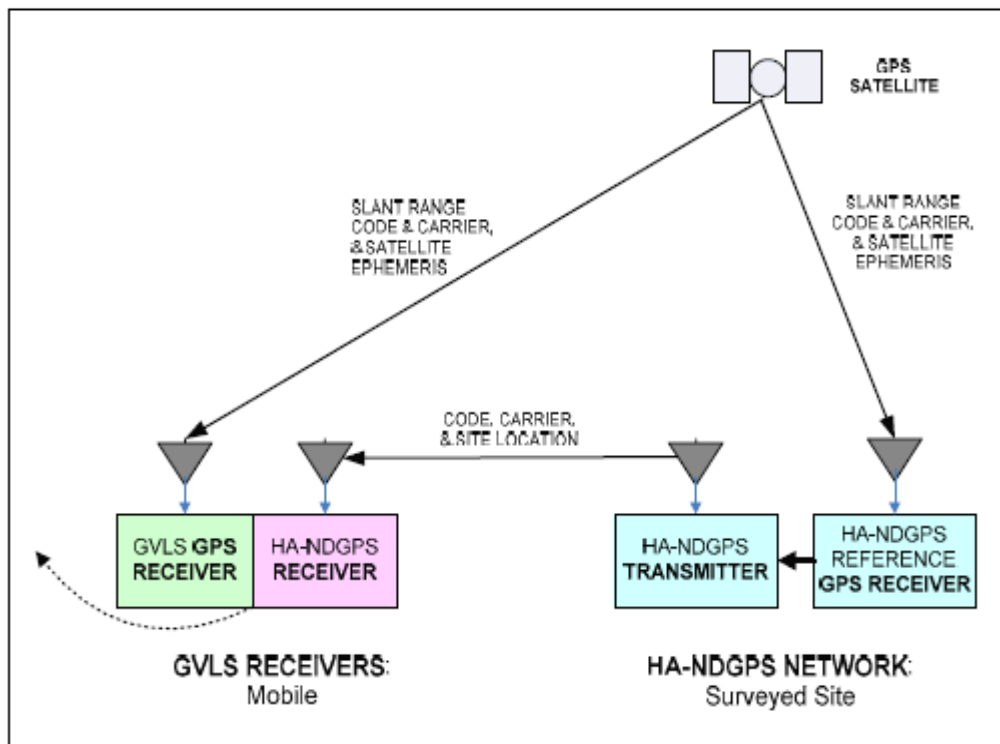 GPS
SATELLITE
SLANT RANGE
CODE & CARRIER,
& SATELLITE
EPHEMERIS
SLANT RANGE
CODE & CARRIER,
& SATELLITE
EPHEMERIS
CODE, CARRIER,
& SITE LOCATION
GVLS GPS
RECEIVER
HA-NDGPS
RECEIVER
HA-NDGPS
TRANSMITTER
HA-NDGPS
REFERENCE
GPS RECEIVER
GVLS RECEIVERS:
Mobile
HA-NDGPS NETWORK:
Surveyed Site